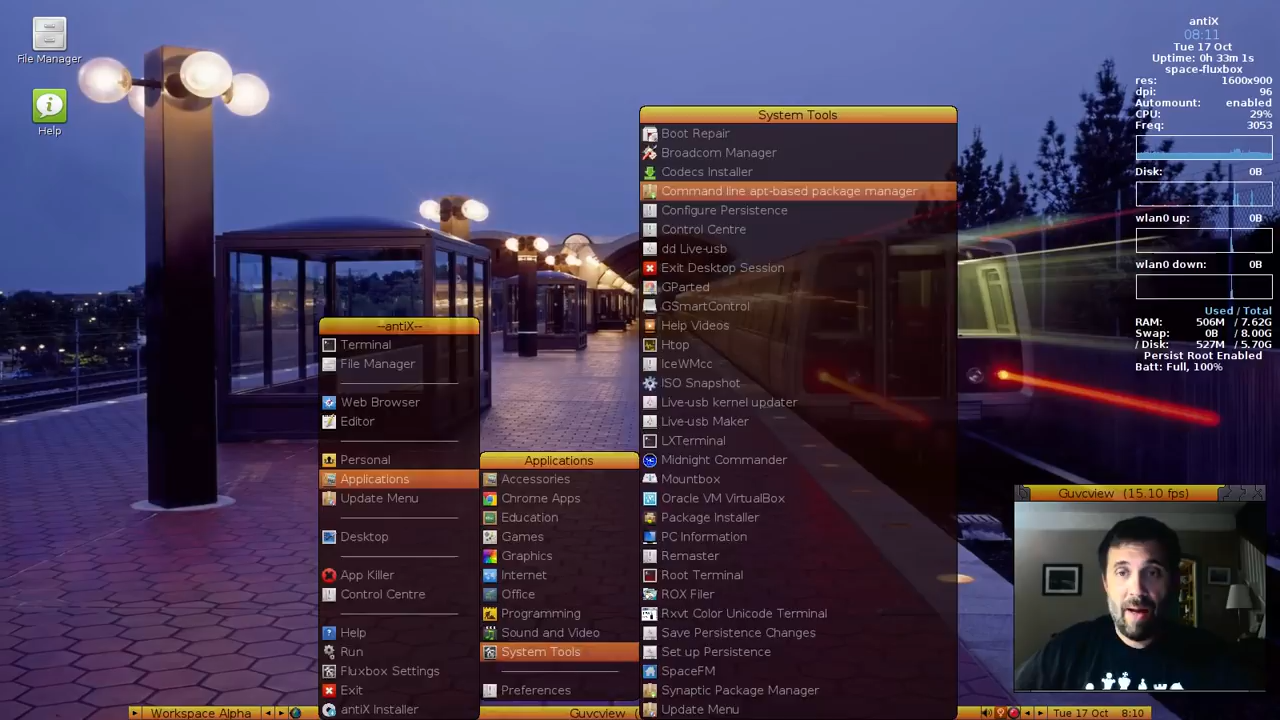 File Manager
Help
antiX
08:11
Tue 17 Oct
Uptime: 0h 33m 1s
space-fluxbox
res: 1600x900
dpi: 96
Automount: enabled
CPU: 29%
Freq: 3053
Disk: 0B
wlan0 up: 0B
wlan0 down: 0B
Used / Total
RAM: 506M / 7.62G
Swap: 0B / 8.00G
/ Disk: 527M / 5.70G
Persist Root Enabled
Batt: Full, 100%
--antiX--
Terminal
File Manager
Web Browser
Editor
Personal
Applications
Update Menu
Desktop
App Killer
Control Centre
Help
Run
Fluxbox Settings
Exit
antiX Installer
Applications
Accessories
Chrome Apps
Education
Games
Graphics
Internet
Office
Programming
Sound and Video
System Tools
Preferences
System Tools
Boot Repair
Broadcom Manager
Codecs Installer
Command line apt-based package manager
Configure Persistence
Control Centre
dd Live-usb
Exit Desktop Session
GParted
GSmartControl
Help Videos
Htop
IceWMcc
ISO Snapshot
Live-usb kernel updater
Live-usb Maker
LXTerminal
Midnight Commander
Mountbox
Oracle VM VirtualBox
Package Installer
PC Information
Remaster
Root Terminal
ROX Filer
Rxvt Color Unicode Terminal
Save Persistence Changes
Set up Persistence
SpaceFM
Synaptic Package Manager
Update Menu
Guvcview (15.10 fps)
Workspace Alpha
Guvcview
Tue 17 Oct 8:10